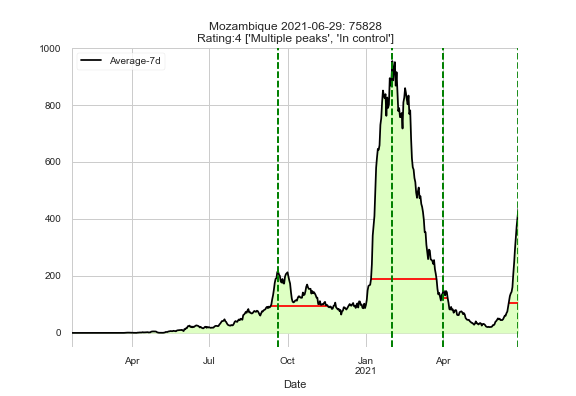 Mozambique 2021-06-29: 75828
Rating:4 ['Multiple peaks', 'In control']
1000
Average-7d
800
600
400
200
0
Apr Jul Oct Jan Apr
2021
Date